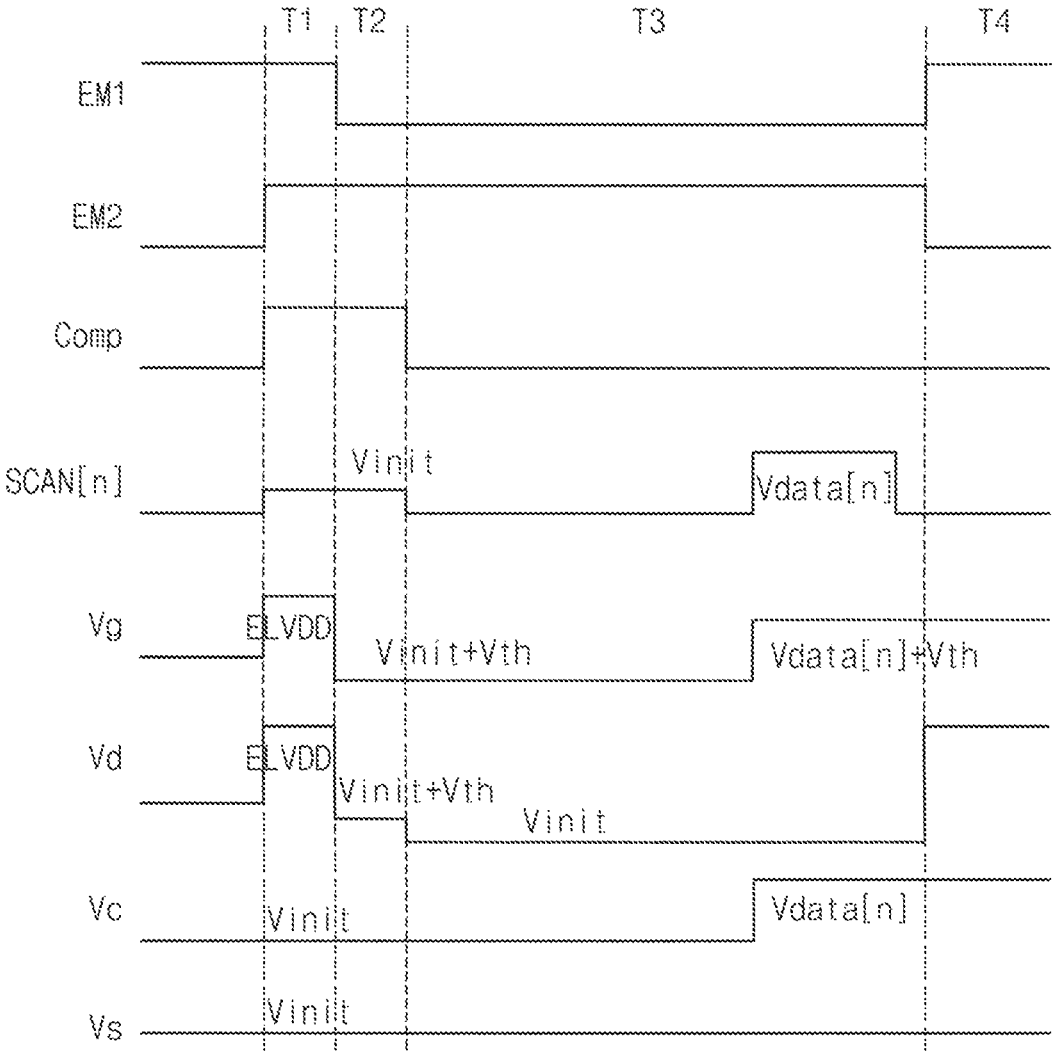 T1 T2 T3 T4
EM1
EM2
Comp
SCAN[n] Vinit Vdata[n]
Vg ELVDD Vinit+Vth Vdata[n]+Vth
Vd ELVDD Vinit+Vth Vinit
Vc Vinit Vdata[n]
Vs Vinit